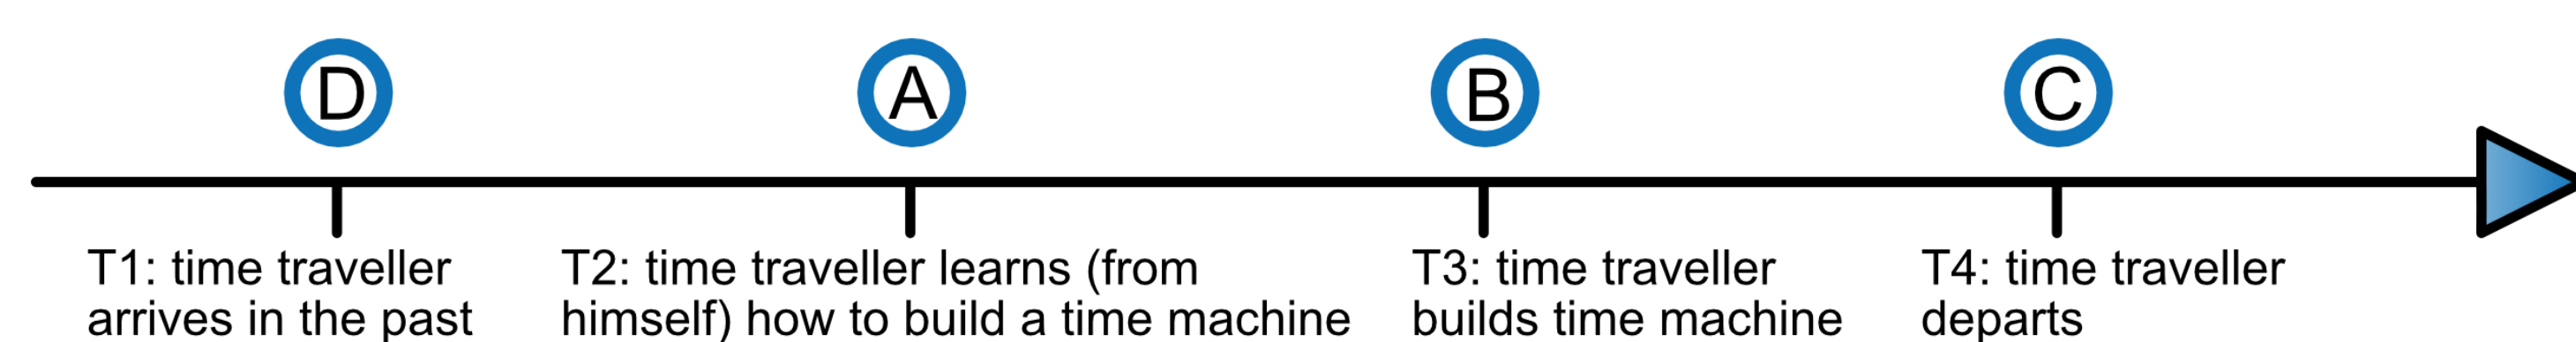 D
A
B
C
T1: time traveller
arrives in the past
T2: time traveller learns (from
himself) how to build a time machine
T3: time traveller
builds time machine
T4: time traveller
departs